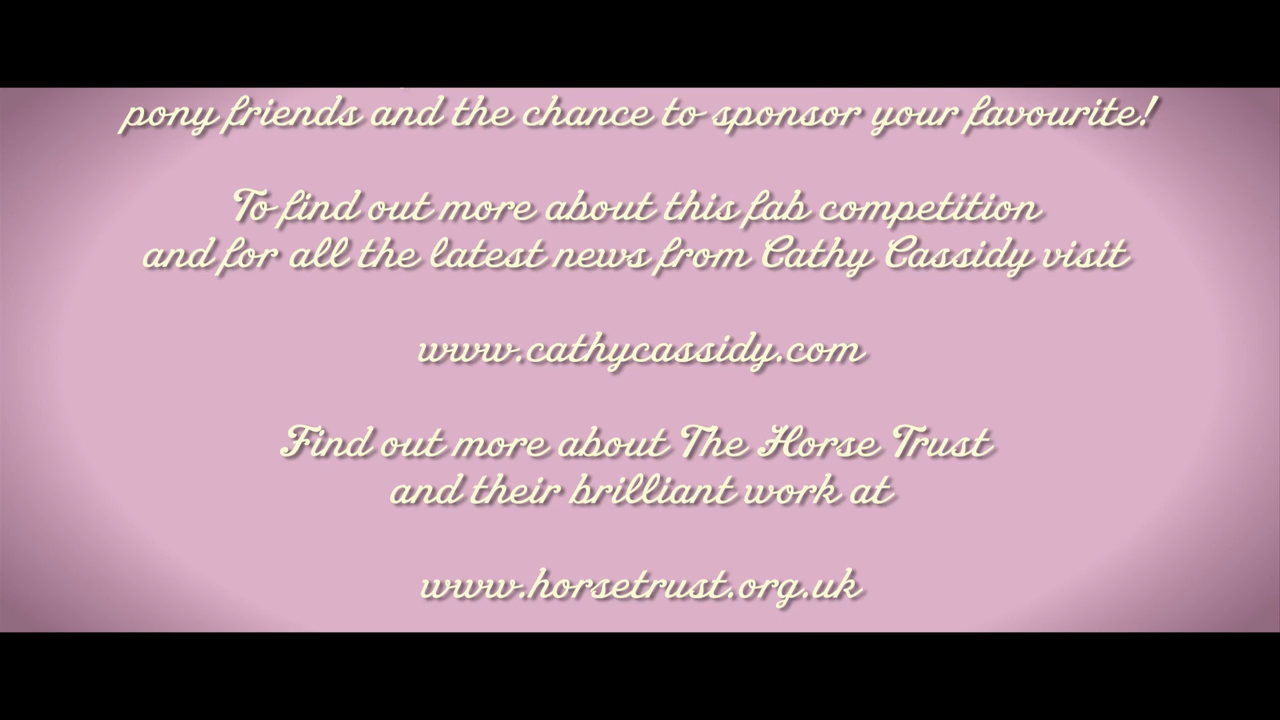 pony friends and the chance to sponsor your favourite!
To find out more about this fab competition
and for all the latest news from Cathy Cassidy visit
www.cathycassidy.com
Find out more about The Horse Trust
and their brilliant work at
www.horsetrust.org.uk